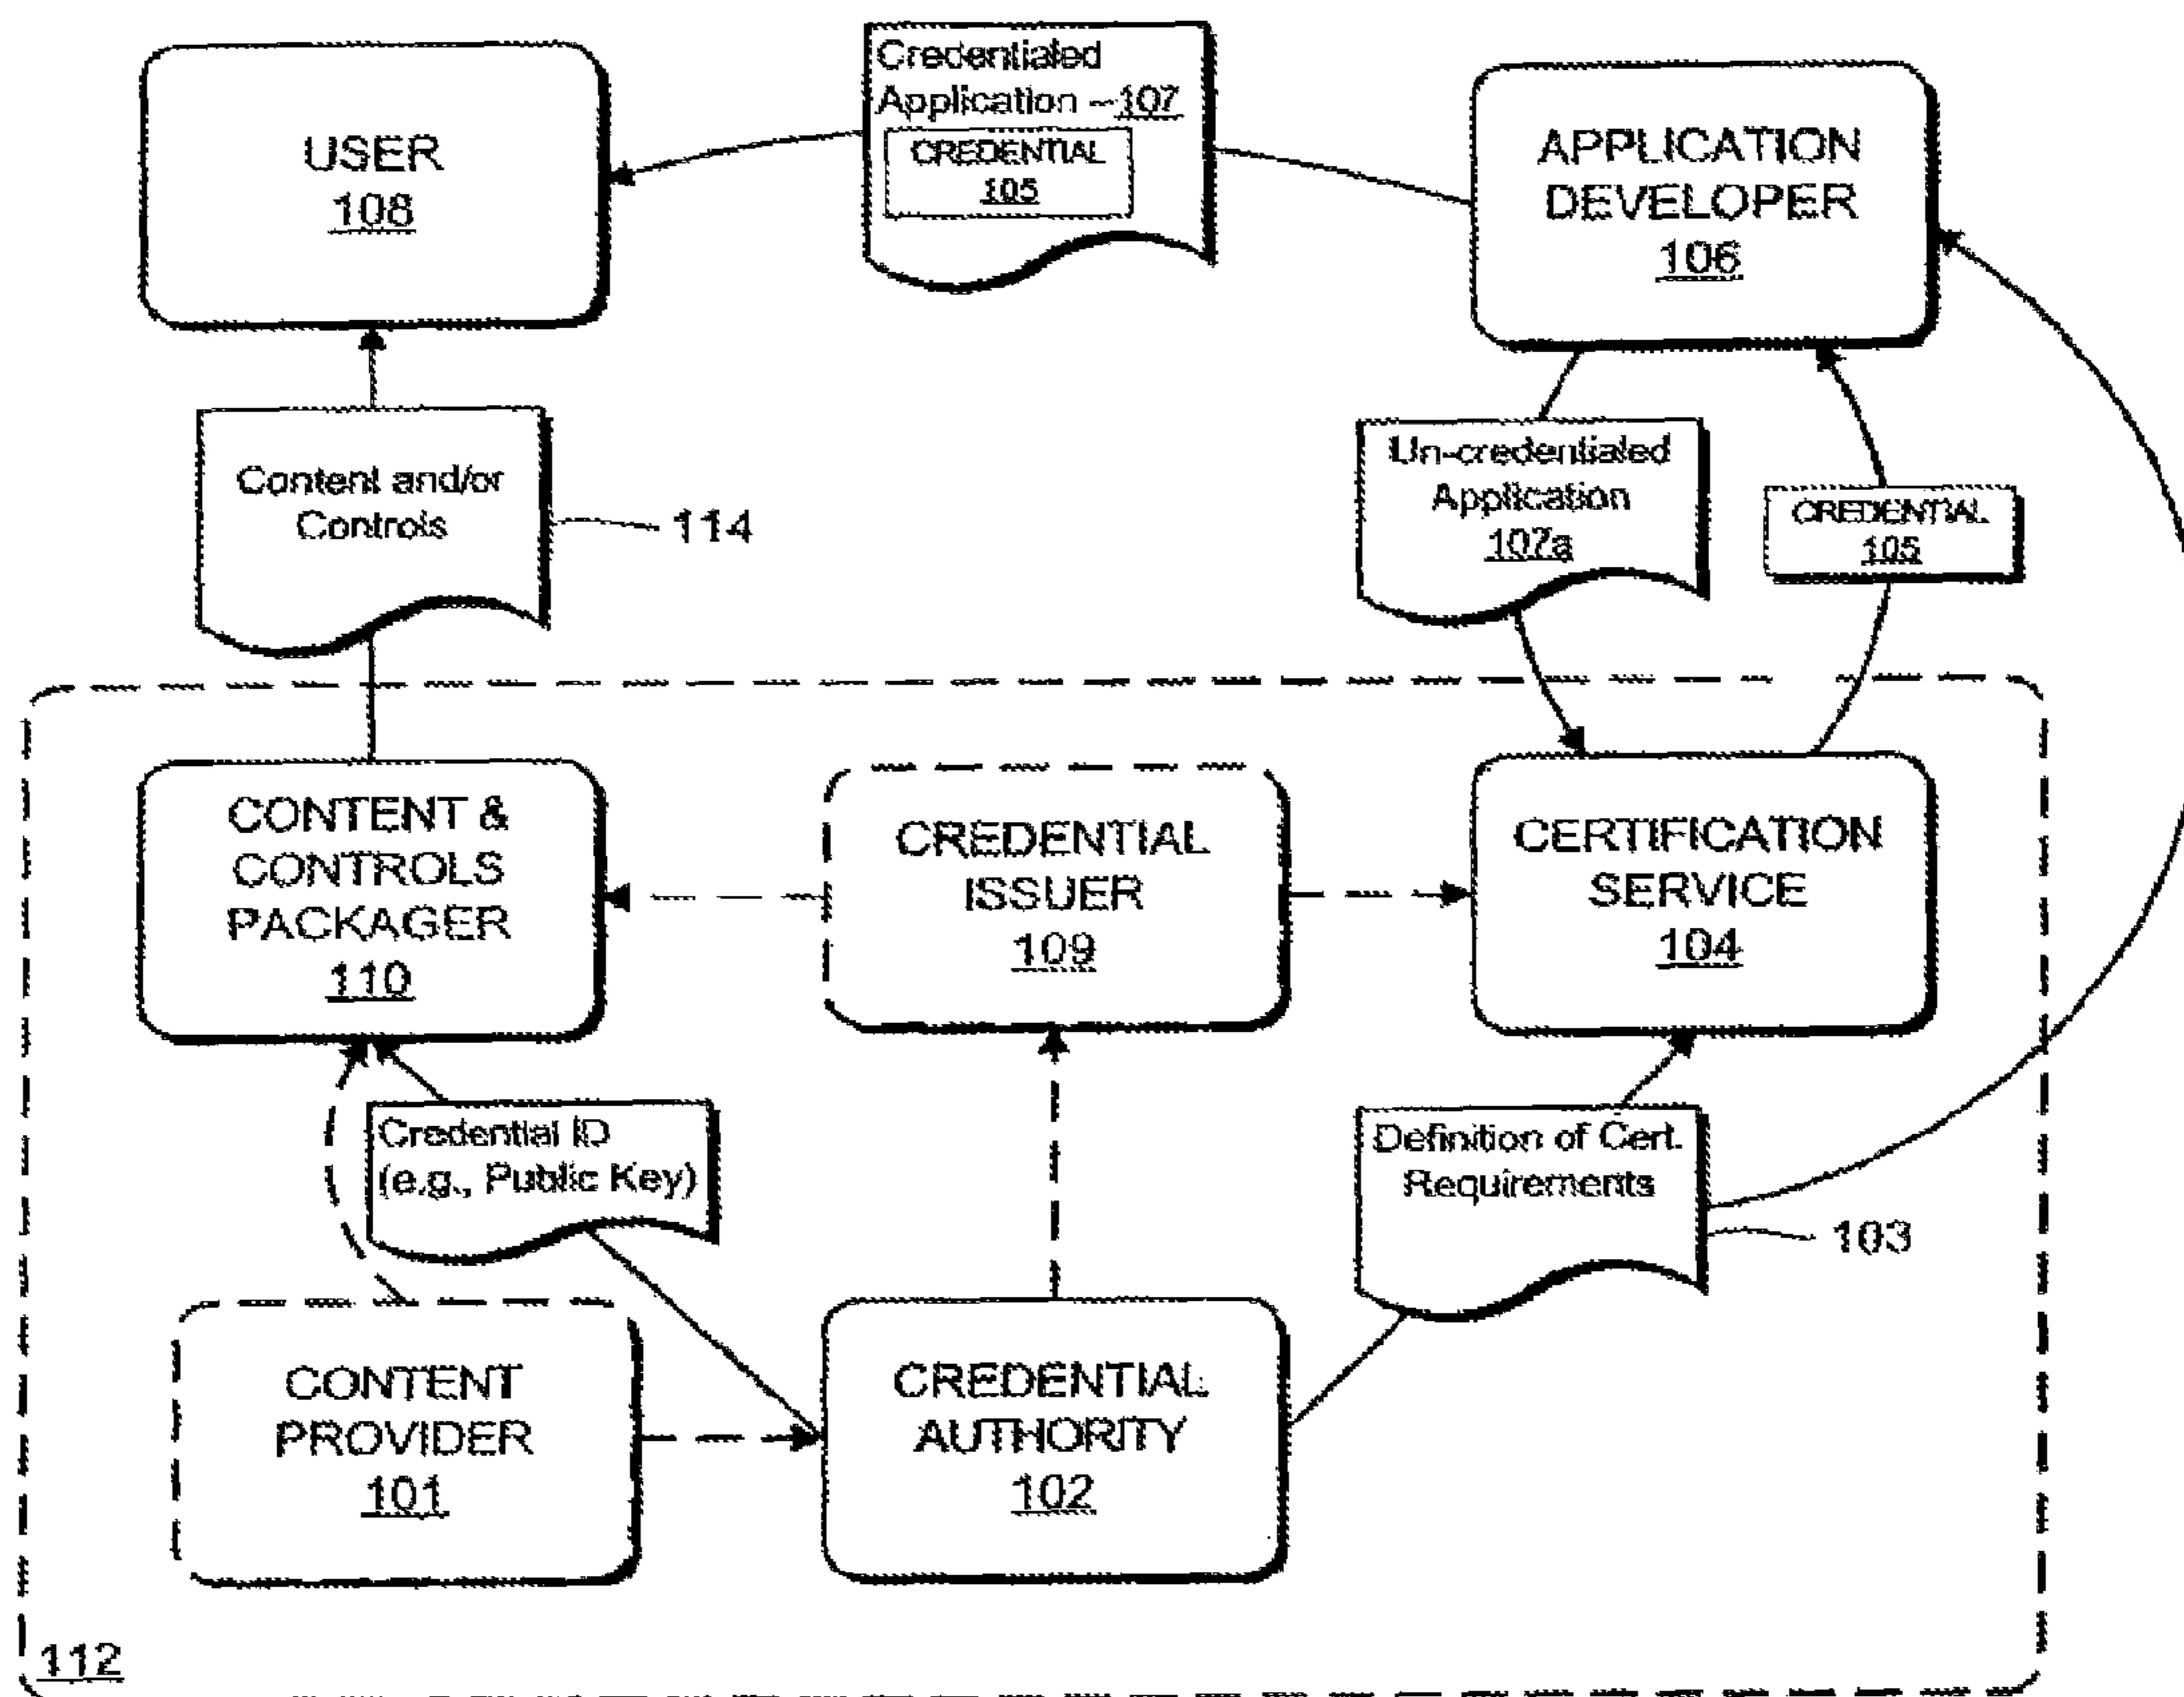 USER
108
Credentialed
Application – 107
CREDENTIAL
105
APPLICATION
DEVELOPER
106
Content and/or
Controls
114
Un-credentialed
Application
107a
CREDENTIAL
105
CONTENT &
CONTROLS
PACKAGER
110
CREDENTIAL
ISSUER
109
CERTIFICATION
SERVICE
104
Credential ID
(e.g., Public Key)
Definition of Cert.
Requirements
103
CONTENT
PROVIDER
101
CREDENTIAL
AUTHORITY
102
112